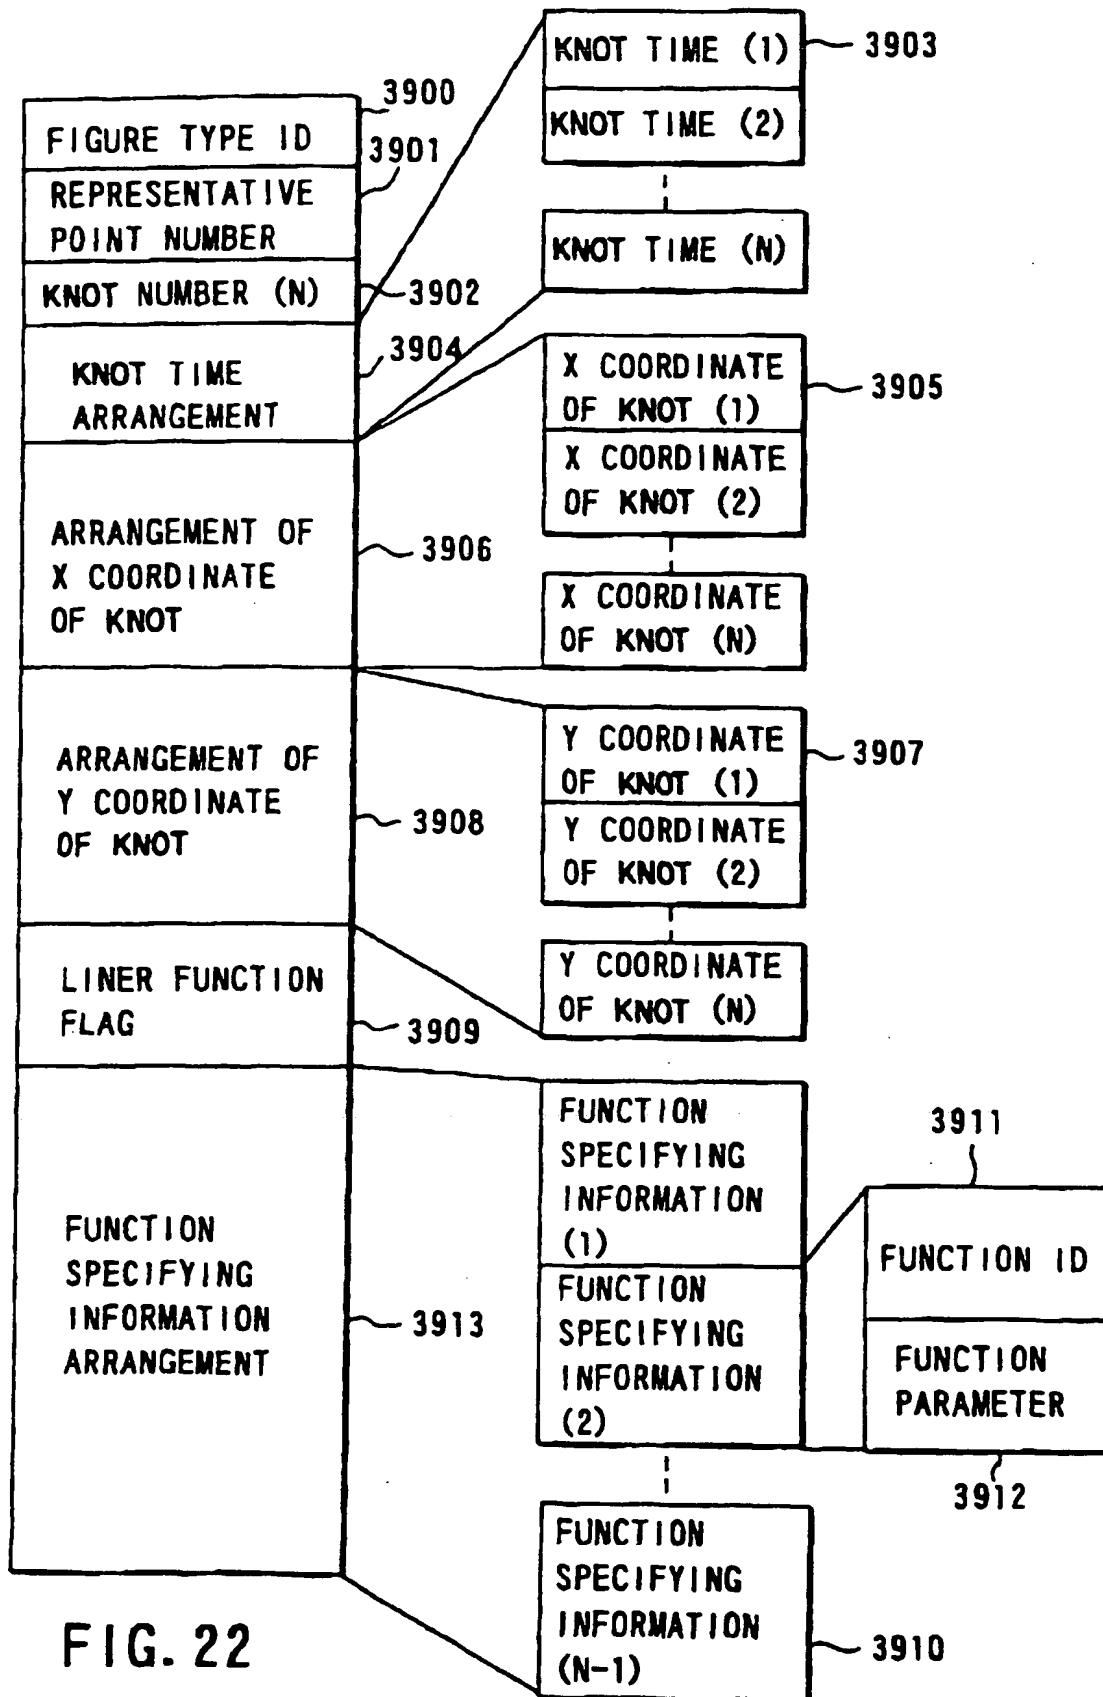 3900
FIGURE TYPE ID
3901
REPRESENTATIVE
POINT NUMBER
KNOT NUMBER (N)
3902
3904
KNOT TIME
ARRANGEMENT
ARRANGEMENT OF
X COORDINATE
OF KNOT
3906
ARRANGEMENT OF
Y COORDINATE
OF KNOT
3908
LINER FUNCTION
FLAG
3909
FUNCTION
SPECIFYING
INFORMATION
ARRANGEMENT
3913
KNOT TIME (1)
3903
KNOT TIME (2)
KNOT TIME (N)
X COORDINATE
OF KNOT (1)
3905
X COORDINATE
OF KNOT (2)
X COORDINATE
OF KNOT (N)
Y COORDINATE
OF KNOT (1)
3907
Y COORDINATE
OF KNOT (2)
Y COORDINATE
OF KNOT (N)
FUNCTION
SPECIFYING
INFORMATION
(1)
FUNCTION
SPECIFYING
INFORMATION
(2)
3911
FUNCTION ID
FUNCTION
PARAMETER
3912
FUNCTION
SPECIFYING
INFORMATION
(N-1)
3910
FIG. 22